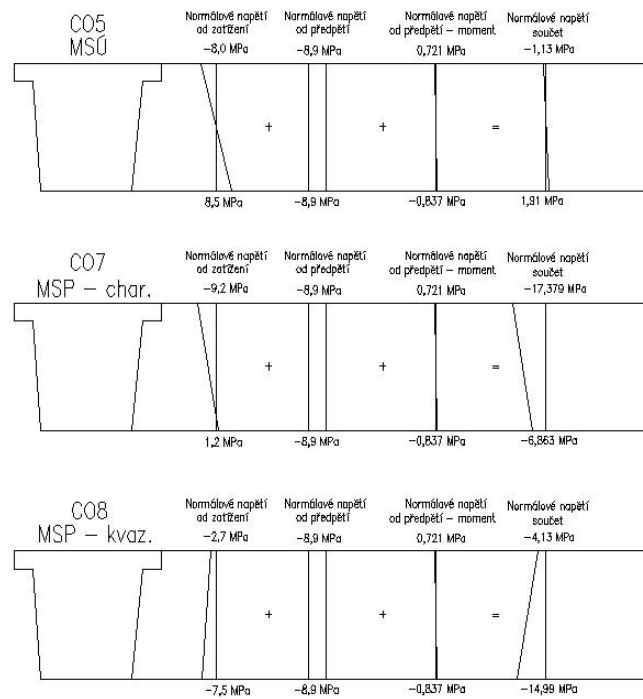 CO5
MSÚ
Normálové napětí od zatížení
-8,0 MPa
Normálové napětí od předpětí
-8,9 MPa
Normálové napětí od předpětí – moment
0,721 MPa
Normálové napětí součet
-1,13 MPa
+ + =
8,5 MPa -8,9 MPa -0,837 MPa 1,91 MPa
CO7
MSP – char.
Normálové napětí od zatížení
-9,2 MPa
Normálové napětí od předpětí
-8,9 MPa
Normálové napětí od předpětí – moment
0,721 MPa
Normálové napětí součet
-17,379 MPa
+ + =
1,2 MPa -8,9 MPa -0,837 MPa -6,863 MPa
CO8
MSP – kvaz.
Normálové napětí od zatížení
-2,7 MPa
Normálové napětí od předpětí
-8,9 MPa
Normálové napětí od předpětí – moment
0,721 MPa
Normálové napětí součet
-4,13 MPa
+ + =
-7,5 MPa -8,9 MPa -0,837 MPa -14,99 MPa